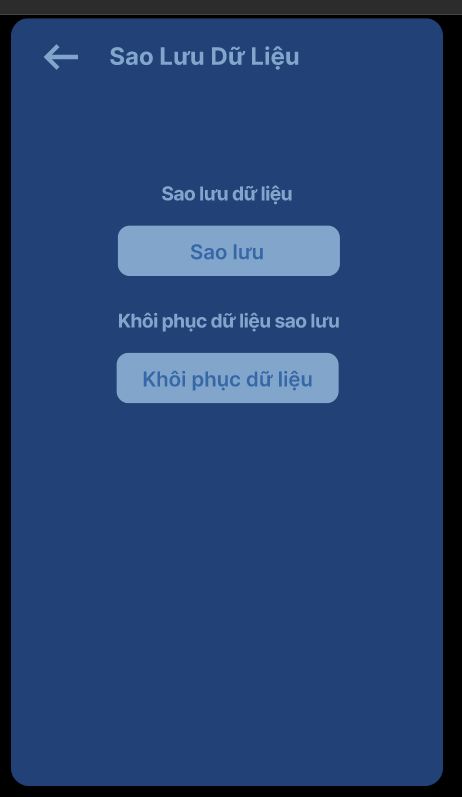 Sao Lưu Dữ Liệu
Sao lưu dữ liệu
Sao lưu
Khôi phục dữ liệu sao lưu
Khôi phục dữ liệu